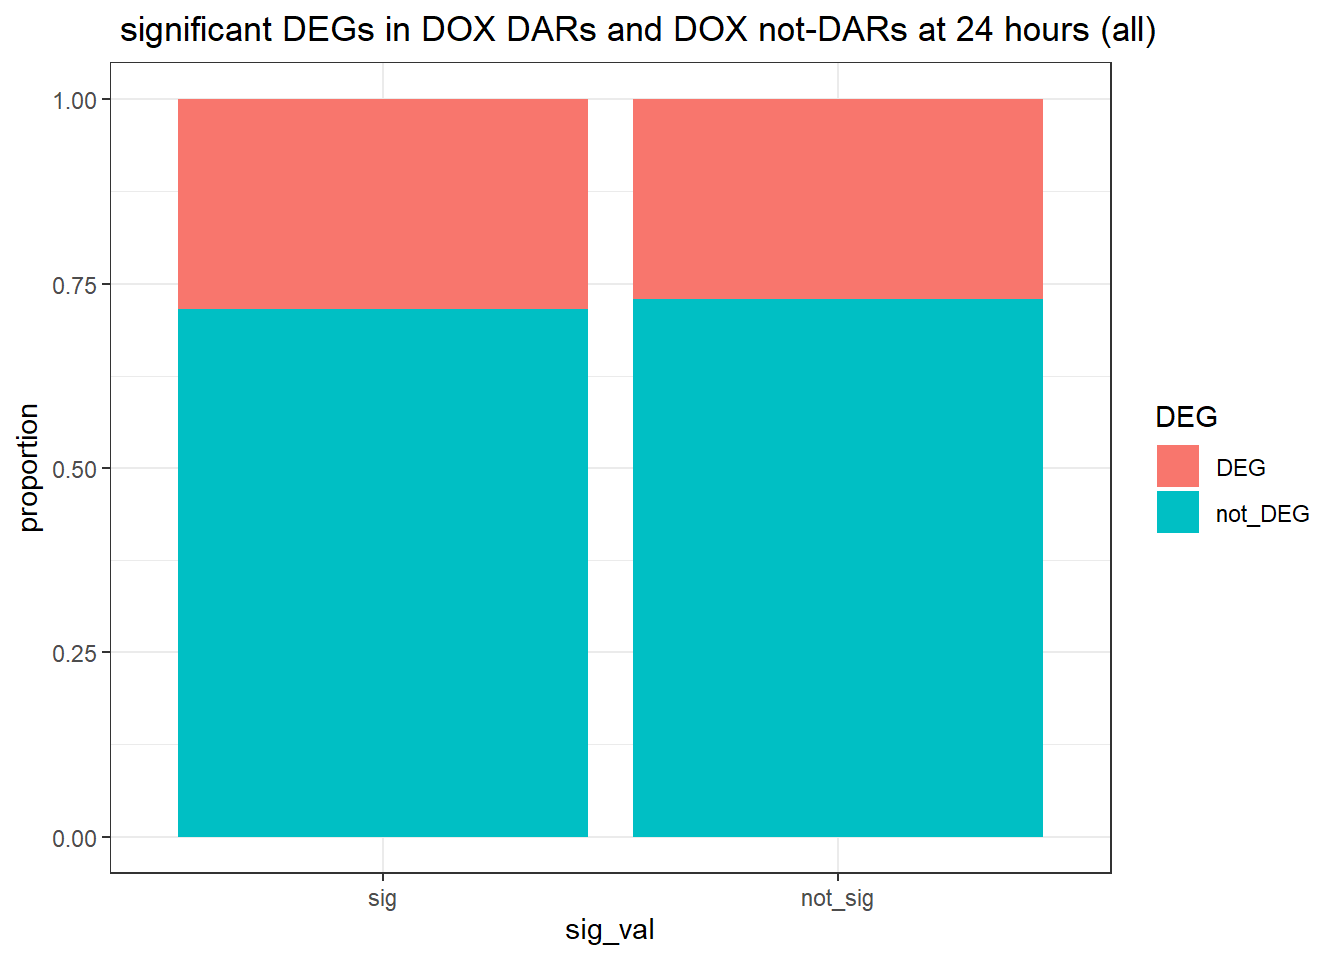 significant DEGs in DOX DARs and DOX not-DARs at 24 hours (all)
1.00
0.75
0.50
0.25
0.00
proportion
sig
not_sig
sig_val
DEG
DEG
not_DEG